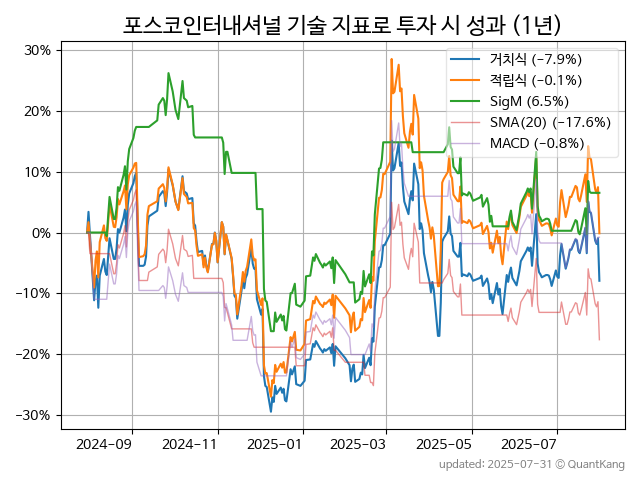 포스코인터내셔널 기술 지표로 투자 시 성과 (1년)
거치식 (−7.9%)
적립식 (−0.1%)
SigM (6.5%)
SMA(20) (−17.6%)
MACD (−0.8%)
30%
20%
10%
0%
−10%
−20%
−30%
2024−09 2024−11 2025−01 2025−03 2025−05 2025−07
updated: 2025-07-31 © QuantKang